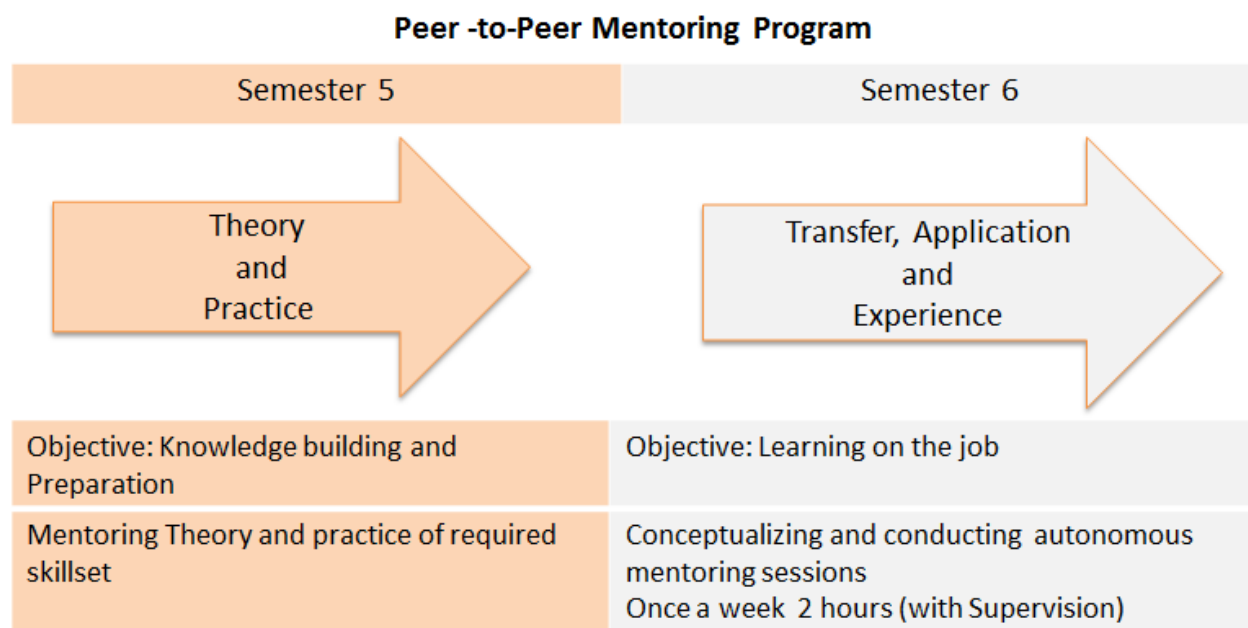 Peer -to-Peer Mentoring Program
Semester 5
Semester 6
Theory
and
Practice
Transfer, Application
and
Experience
Objective: Knowledge building and
Preparation
Objective: Learning on the job
Mentoring Theory and practice of required
skillset
Conceptualizing and conducting autonomous
mentoring sessions
Once a week 2 hours (with Supervision)